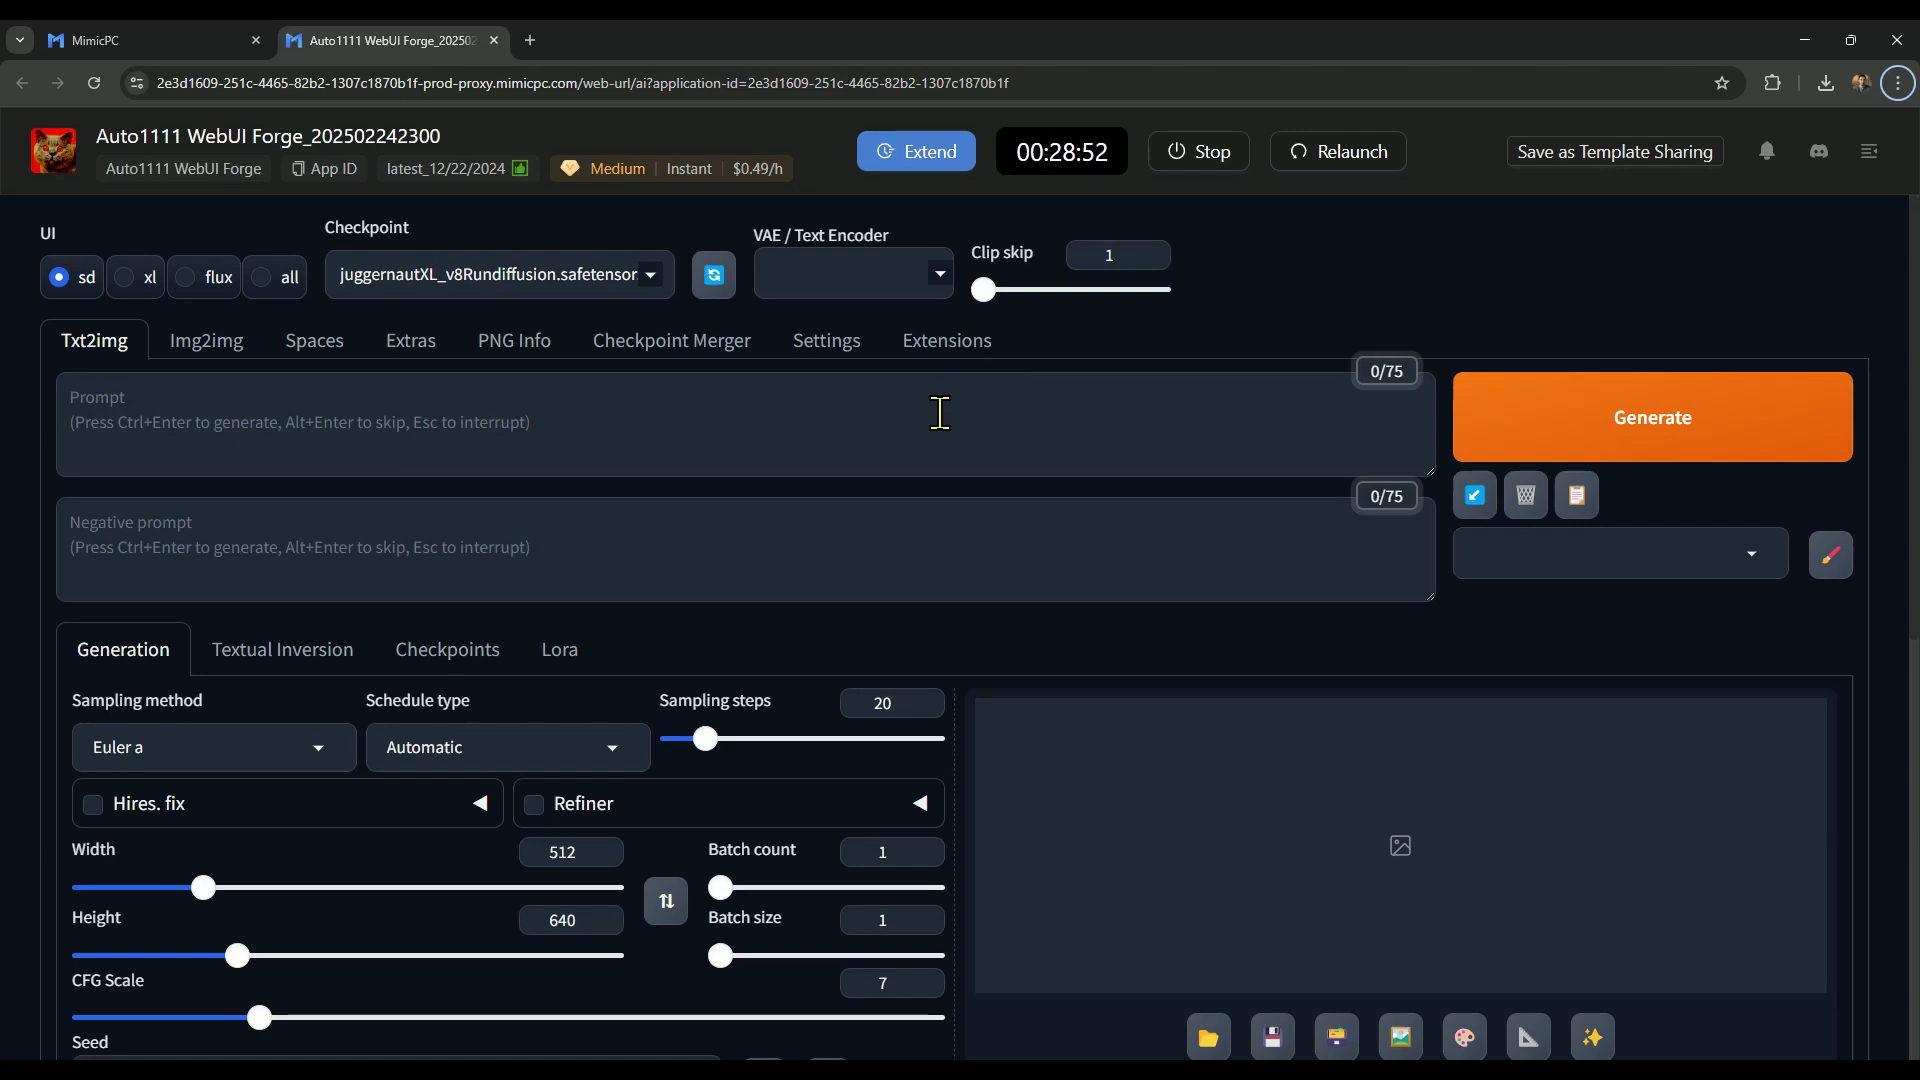 MimicPC
Auto1111 WebUI Forge_202502
2e3d1609-251c-4465-82b2-1307c1870b1f-prod-proxy.mimicpc.com/web-url/ai?application-id=2e3d1609-251c-4465-82b2-1307c1870b1f
Auto1111 WebUI Forge_202502242300
Auto1111 WebUI Forge App ID latest_12/22/2024 Medium Instant $0.49/h
Extend 00:28:52 Stop Relaunch Save as Template Sharing
UI
sd xl flux all
Checkpoint
juggernautXL_v8Rundiffusion.safetensor
VAE / Text Encoder
Clip skip 1
Txt2img Img2img Spaces Extras PNG Info Checkpoint Merger Settings Extensions
0/75
Prompt
(Press Ctrl+Enter to generate, Alt+Enter to skip, Esc to interrupt)
Generate
0/75
Negative prompt
(Press Ctrl+Enter to generate, Alt+Enter to skip, Esc to interrupt)
Generation Textual Inversion Checkpoints Lora
Sampling method Schedule type Sampling steps 20
Euler a Automatic
Hires. fix Refiner
Width 512 Batch count 1
Height 640 Batch size 1
CFG Scale 7
Seed